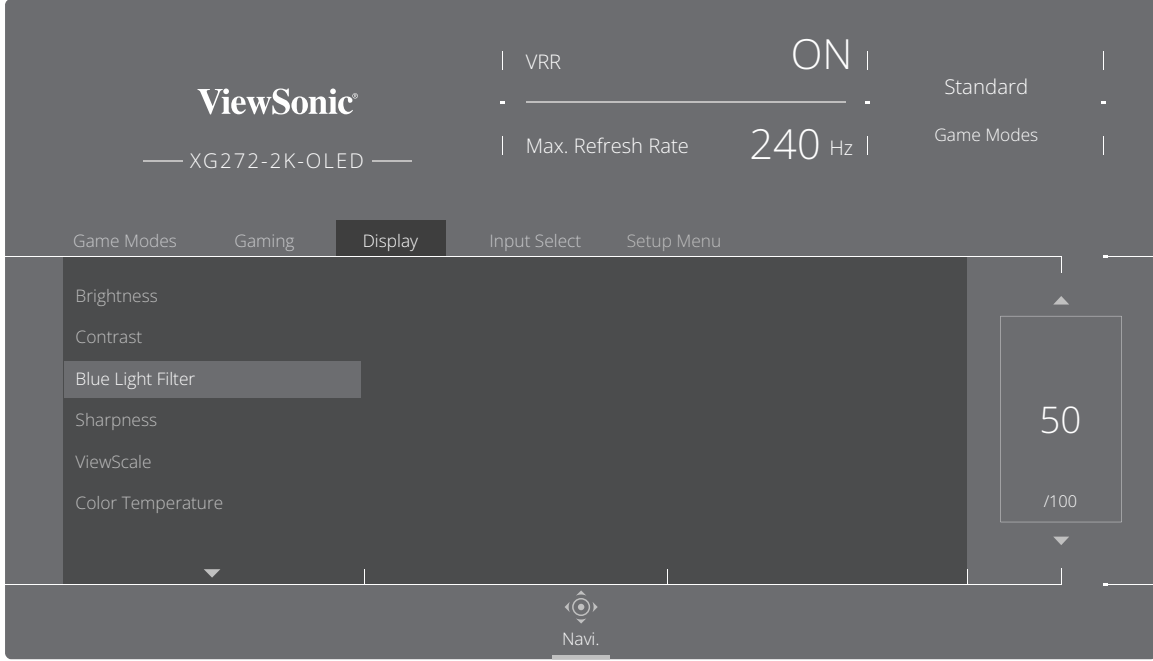 ViewSonic®
XG272-2K-OLED
VRR ON
Max. Refresh Rate 240 Hz
Standard
Game Modes
Game Modes Gaming Display Input Select Setup Menu
Brightness
Contrast
Blue Light Filter
Sharpness
ViewScale
Color Temperature
50
/100
Navi.